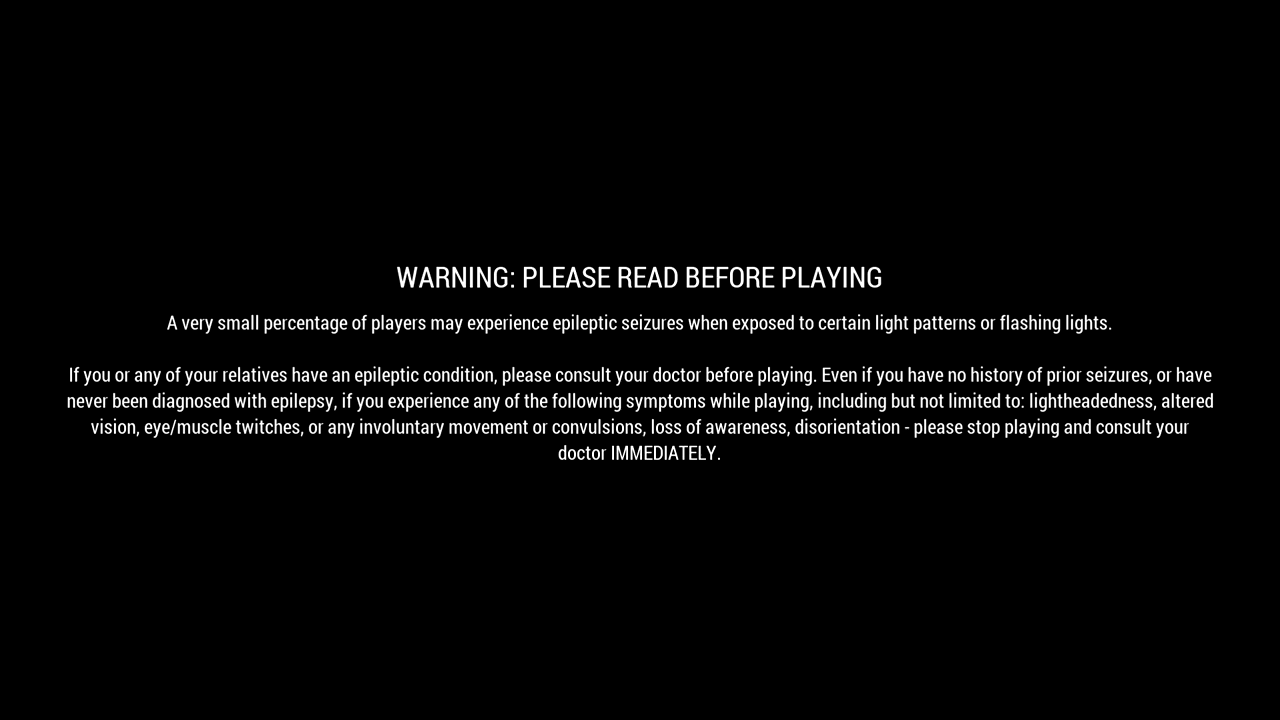 WARNING: PLEASE READ BEFORE PLAYING
A very small percentage of players may experience epileptic seizures when exposed to certain light patterns or flashing lights.
If you or any of your relatives have an epileptic condition, please consult your doctor before playing. Even if you have no history of prior seizures, or have
never been diagnosed with epilepsy, if you experience any of the following symptoms while playing, including but not limited to: lightheadedness, altered
vision, eye/muscle twitches, or any involuntary movement or convulsions, loss of awareness, disorientation - please stop playing and consult your
doctor IMMEDIATELY.